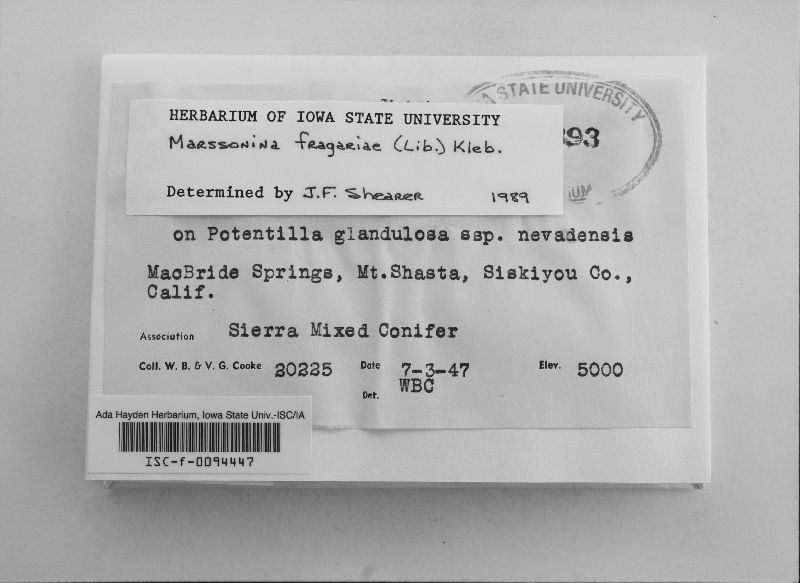 STATE UNIVERSITY
393
HERBARIUM OF IOWA STATE UNIVERSITY
Marssonina fragariae (Lib.) Kleb.
Determined by J.F. Shearer 1989
on Potentilla glandulosa ssp. nevadensis
MacBride Springs, Mt.Shasta, Siskiyou Co.,
Calif.
Association Sierra Mixed Conifer
Coll. W. B. & V. G. Cooke 20225 Date 7-3-47 Elev. 5000
Det. WBC
Ada Hayden Herbarium, Iowa State Univ.-ISC/IA
ISC-f-0094447